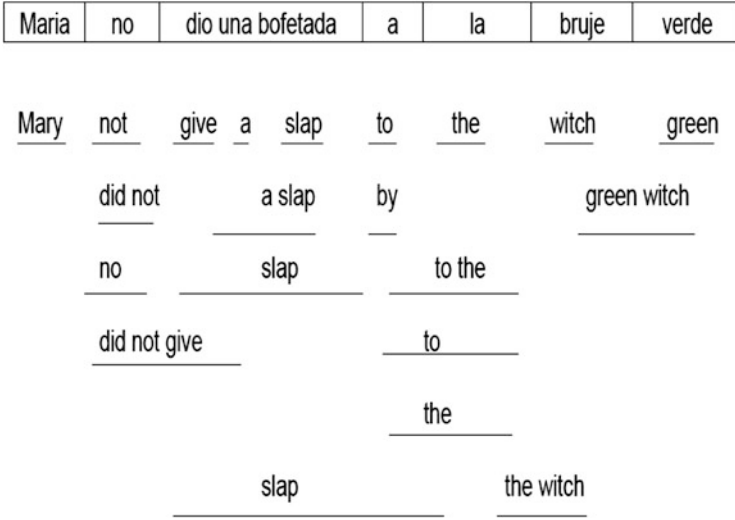 Maria no dio una bofetada a la bruje verde
Mary not give a slap to the witch green
did not a slap by green witch
no slap to the
did not give to
the
slap the witch